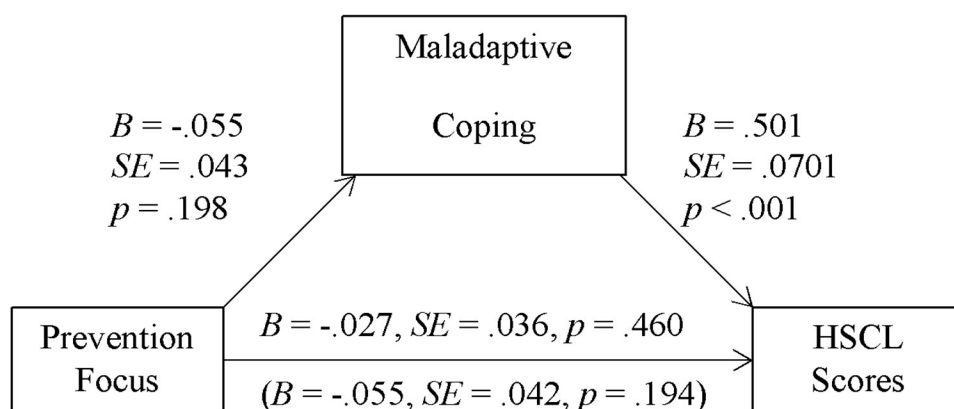 Maladaptive
Coping
B = -.055
SE = .043
p = .198
B = .501
SE = .0701
p < .001
Prevention
Focus
B = -.027, SE = .036, p = .460
(B = -.055, SE = .042, p = .194)
HSCL
Scores